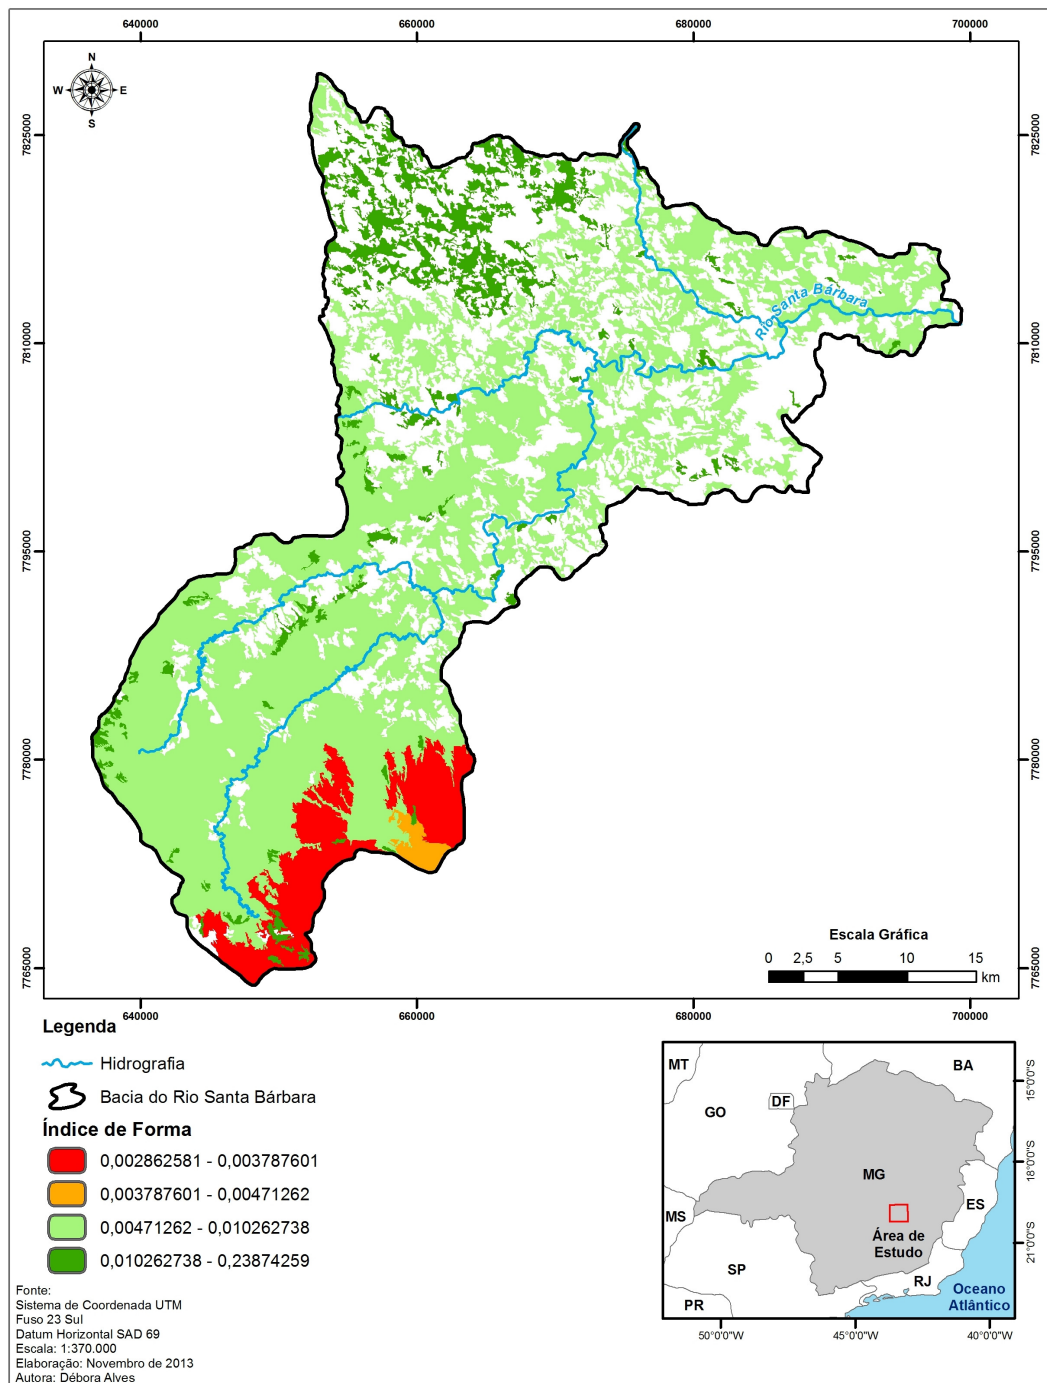 640000
660000
680000
700000
N
W
E
S
7825000
7825000
7810000
7810000
7795000
7795000
7780000
7780000
7765000
7765000
Rio Santa Bárbara
Escala Gráfica
0 2,5 5 10 15
km
640000
660000
680000
700000
Legenda
Hidrografia
Bacia do Rio Santa Bárbara
Índice de Forma
0,002862581 - 0,003787601
0,003787601 - 0,00471262
0,00471262 - 0,010262738
0,010262738 - 0,23874259
Fonte:
Sistema de Coordenada UTM
Fuso 23 Sul
Datum Horizontal SAD 69
Escala: 1:370.000
Elaboração: Novembro de 2013
Autora: Débora Alves
MT
BA
DF
GO
MG
ES
MS
Área de
Estudo
SP
RJ
PR
Oceano
Atlântico
15°0'0"S
18°0'0"S
21°0'0"S
50°0'0"W
45°0'0"W
40°0'0"W